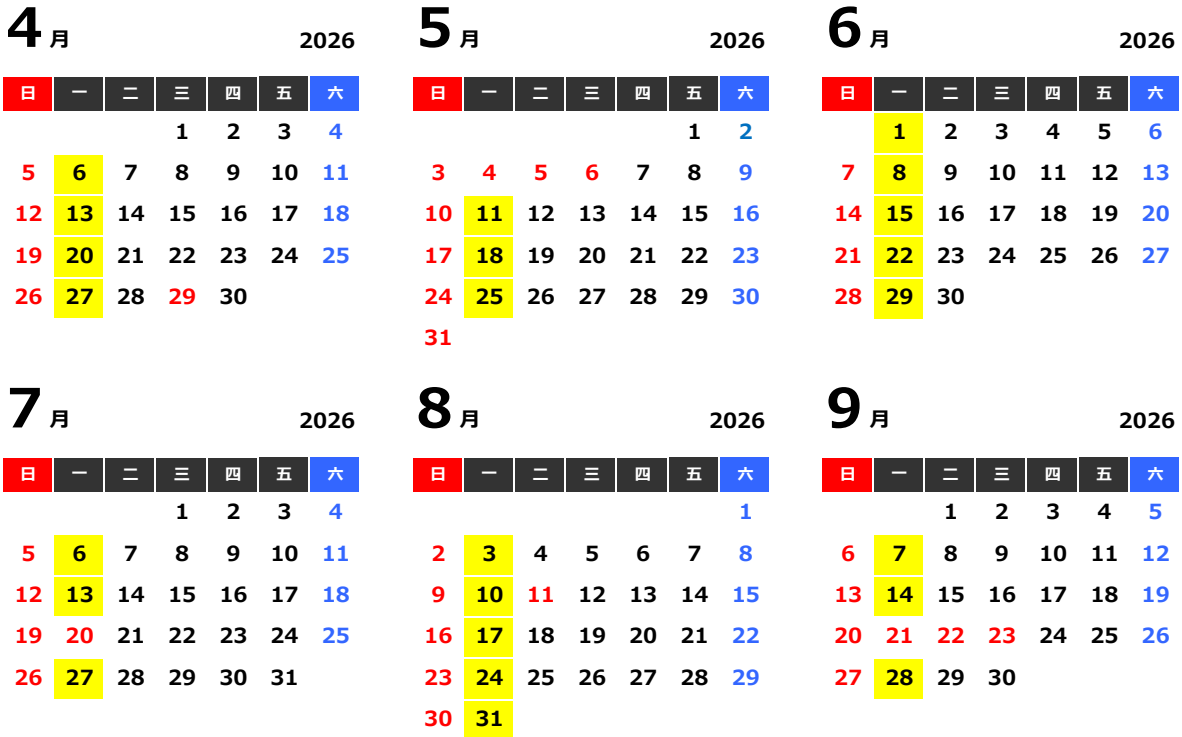 4月 2026 5月 2026 6月 2026
日 一 二 三 四 五 六 日 一 二 三 四 五 六 日 一 二 三 四 五 六
1 2 3 4 1 2 1 2 3 4 5 6
5 6 7 8 9 10 11 3 4 5 6 7 8 9 7 8 9 10 11 12 13
12 13 14 15 16 17 18 10 11 12 13 14 15 16 14 15 16 17 18 19 20
19 20 21 22 23 24 25 17 18 19 20 21 22 23 21 22 23 24 25 26 27
26 27 28 29 30 24 25 26 27 28 29 30 28 29 30
31
7月 2026 8月 2026 9月 2026
日 一 二 三 四 五 六 日 一 二 三 四 五 六 日 一 二 三 四 五 六
1 2 3 4 1 1 2 3 4 5
5 6 7 8 9 10 11 2 3 4 5 6 7 8 6 7 8 9 10 11 12
12 13 14 15 16 17 18 9 10 11 12 13 14 15 13 14 15 16 17 18 19
19 20 21 22 23 24 25 16 17 18 19 20 21 22 20 21 22 23 24 25 26
26 27 28 29 30 31 23 24 25 26 27 28 29 27 28 29 30
30 31